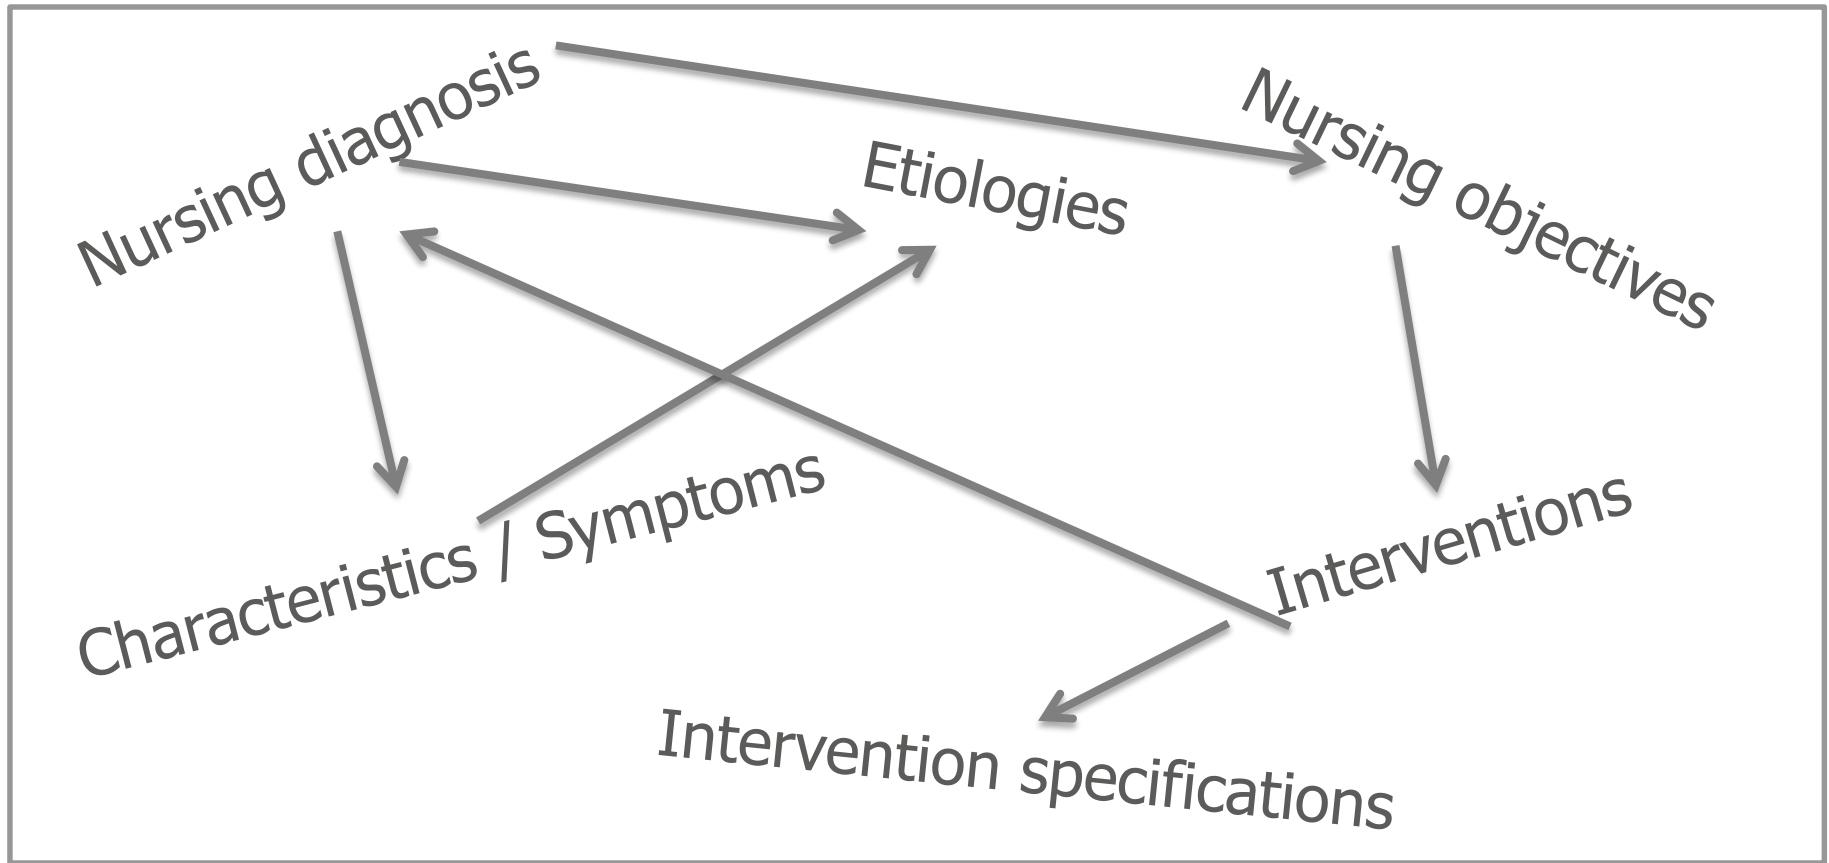 Nursing diagnosis
Etiologies
Nursing objectives
Characteristics / Symptoms
Interventions
Intervention specifications